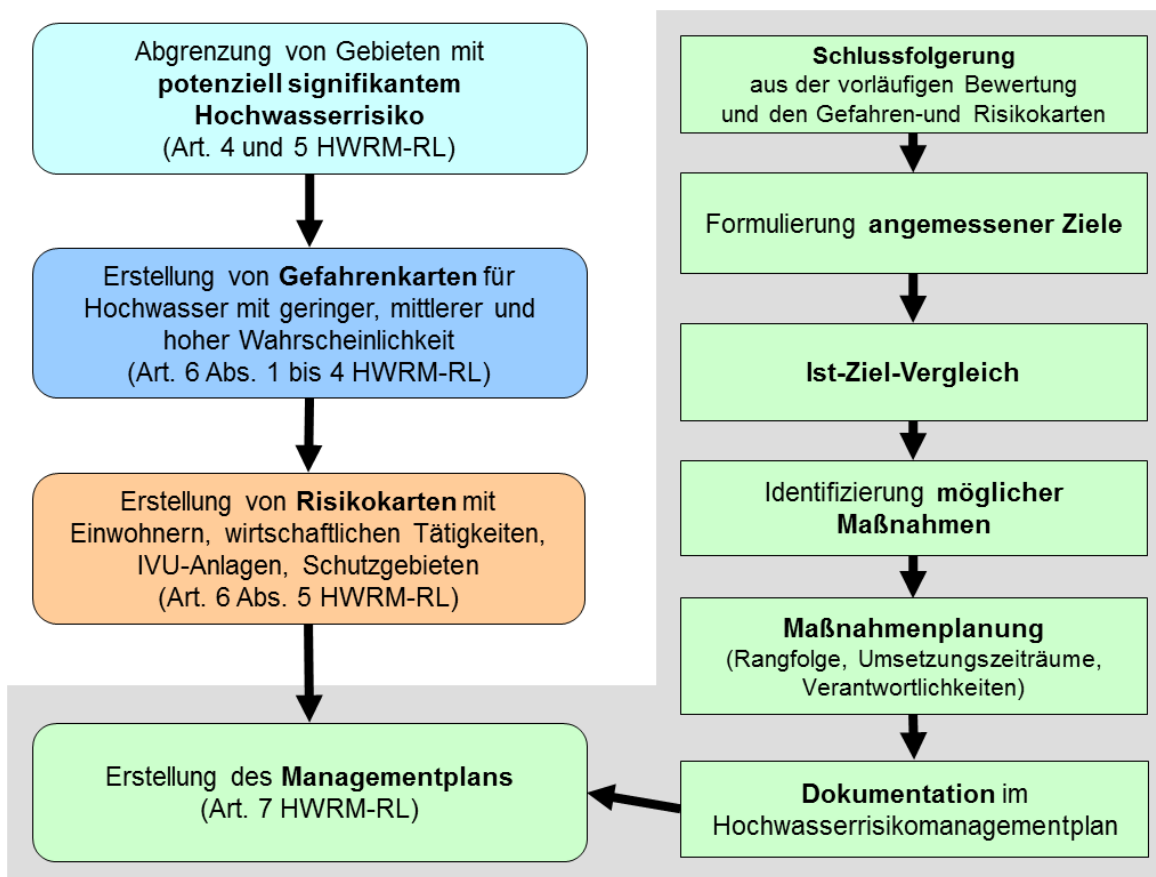 Abgrenzung von Gebieten mit
potenziell signifikantem
Hochwasserrisiko
(Art. 4 und 5 HWRM-RL)
Erstellung von Gefahrenkarten für
Hochwasser mit geringer, mittlerer und
hoher Wahrscheinlichkeit
(Art. 6 Abs. 1 bis 4 HWRM-RL)
Erstellung von Risikokarten mit
Einwohnern, wirtschaftlichen Tätigkeiten,
IVU-Anlagen, Schutzgebieten
(Art. 6 Abs. 5 HWRM-RL)
Erstellung des Managementplans
(Art. 7 HWRM-RL)
Schlussfolgerung
aus der vorläufigen Bewertung
und den Gefahren-und Risikokarten
Formulierung angemessener Ziele
Ist-Ziel-Vergleich
Identifizierung möglicher
Maßnahmen
Maßnahmenplanung
(Rangfolge, Umsetzungszeiträume,
Verantwortlichkeiten)
Dokumentation im
Hochwasserrisikomanagementplan